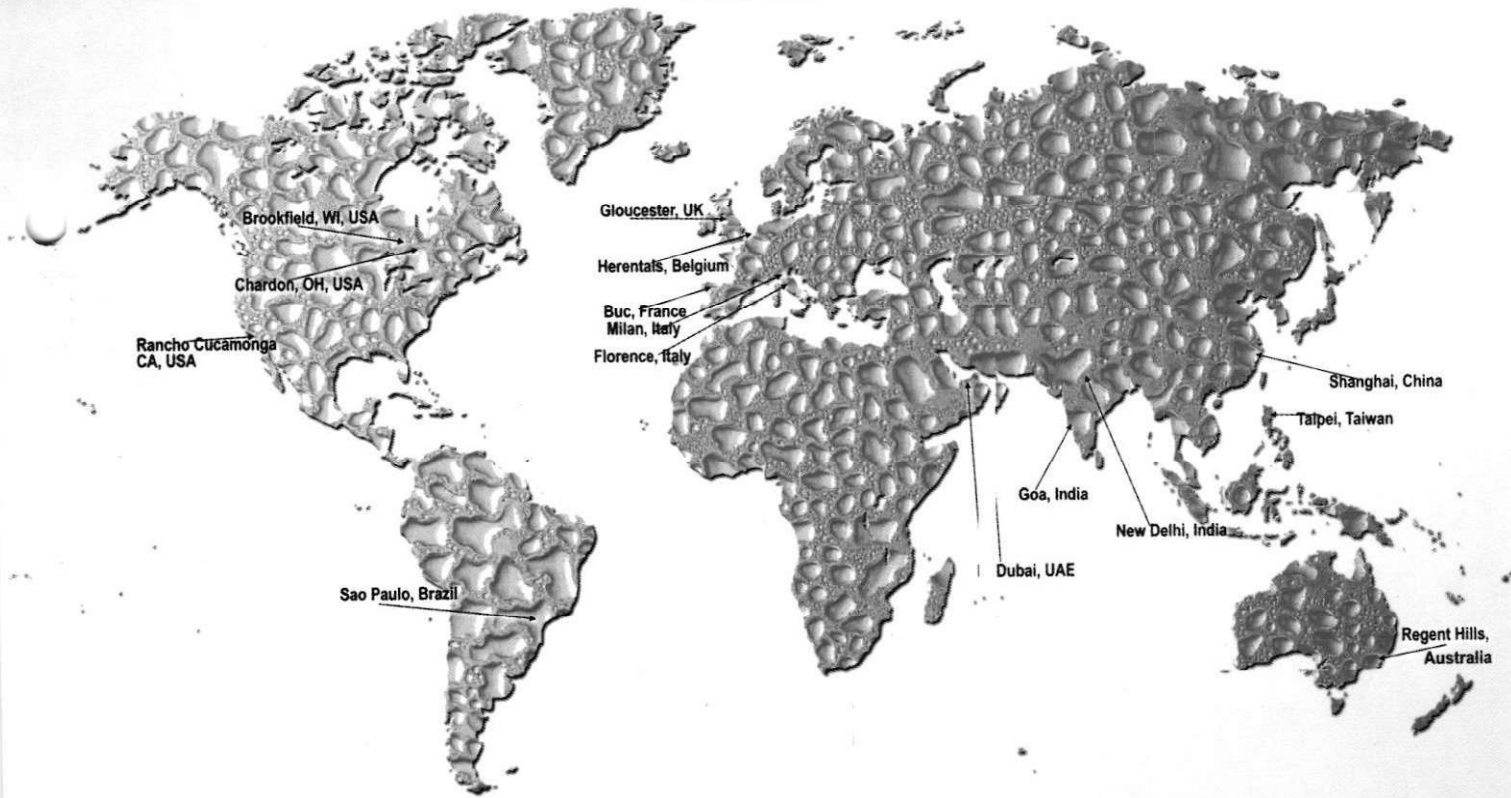 Brookfield, WI, USA
Chardon, OH, USA
Rancho Cucamonga
CA, USA
Sao Paulo, Brazil
Gloucester, UK
Herentals, Belgium
Buc, France
Milan, Italy
Florence, Italy
Shanghai, China
Taipei, Taiwan
Goa, India
New Delhi, India
Dubai, UAE
Regent Hills,
Australia